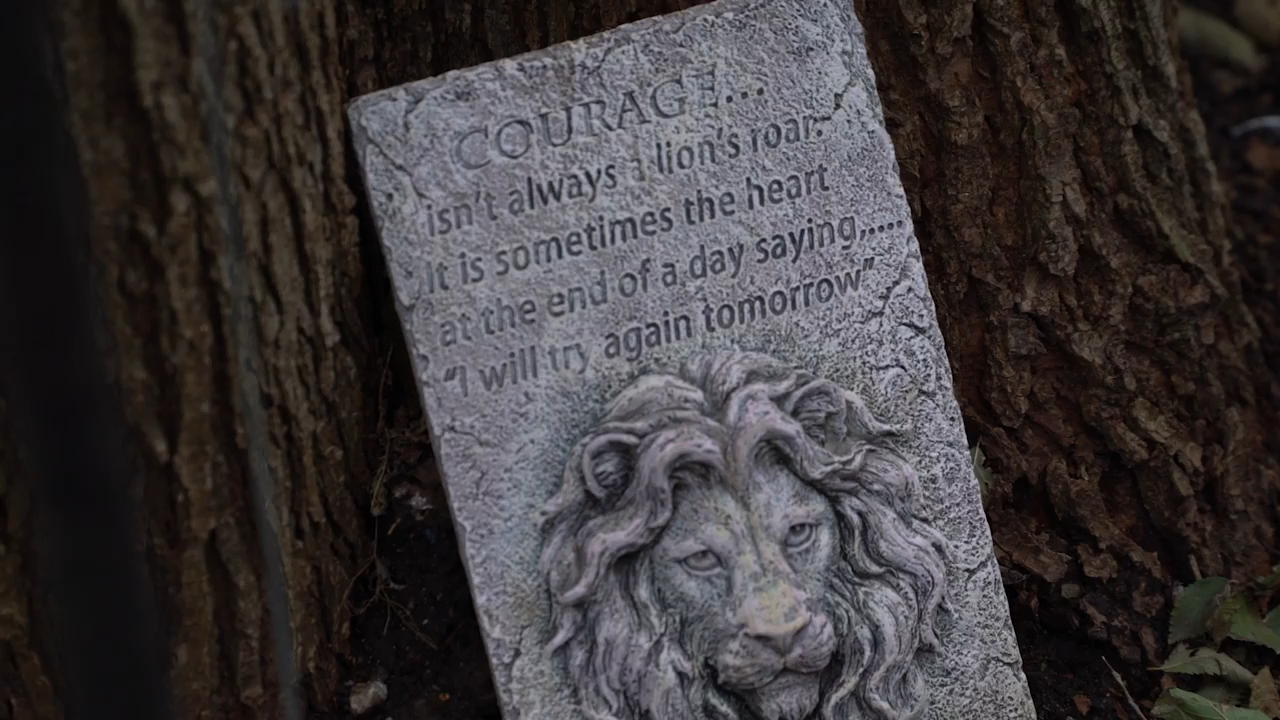 COURAGE...
isn't always a lion's roar.
It is sometimes the heart
at the end of a day saying,....
"I will try again tomorrow"